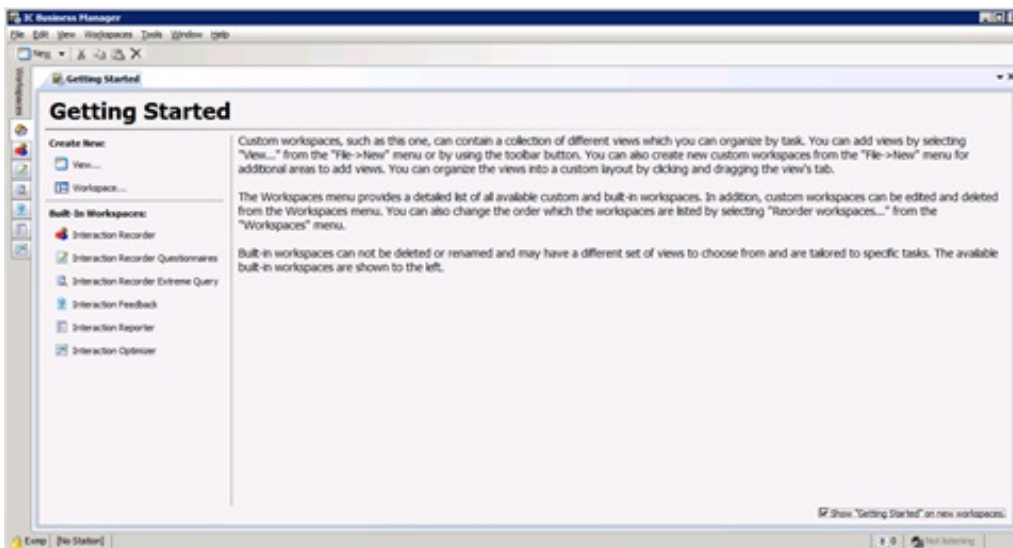 IC Business Manager
File Edit View Workspaces Tools Window Help
New
Workspaces
Getting Started
Getting Started
Create New:
View...
Workspace...
Built-In Workspaces:
Interaction Recorder
Interaction Recorder Questionnaires
Interaction Recorder Extreme Query
Interaction Feedback
Interaction Reporter
Interaction Optimizer
Custom workspaces, such as this one, can contain a collection of different views which you can organize by task. You can add views by selecting
"View..." from the "File->New" menu or by using the toolbar button. You can also create new custom workspaces from the "File->New" menu for
additional areas to add views. You can organize the views into a custom layout by clicking and dragging the view's tab.
The Workspaces menu provides a detailed list of all available custom and built-in workspaces. In addition, custom workspaces can be edited and deleted
from the Workspaces menu. You can also change the order which the workspaces are listed by selecting "Reorder workspaces..." from the
"Workspaces" menu.
Built-in workspaces can not be deleted or renamed and may have a different set of views to choose from and are tailored to specific tasks. The available
built-in workspaces are shown to the left.
Show "Getting Started" on new workspaces.
[No Station]
0
Not listening